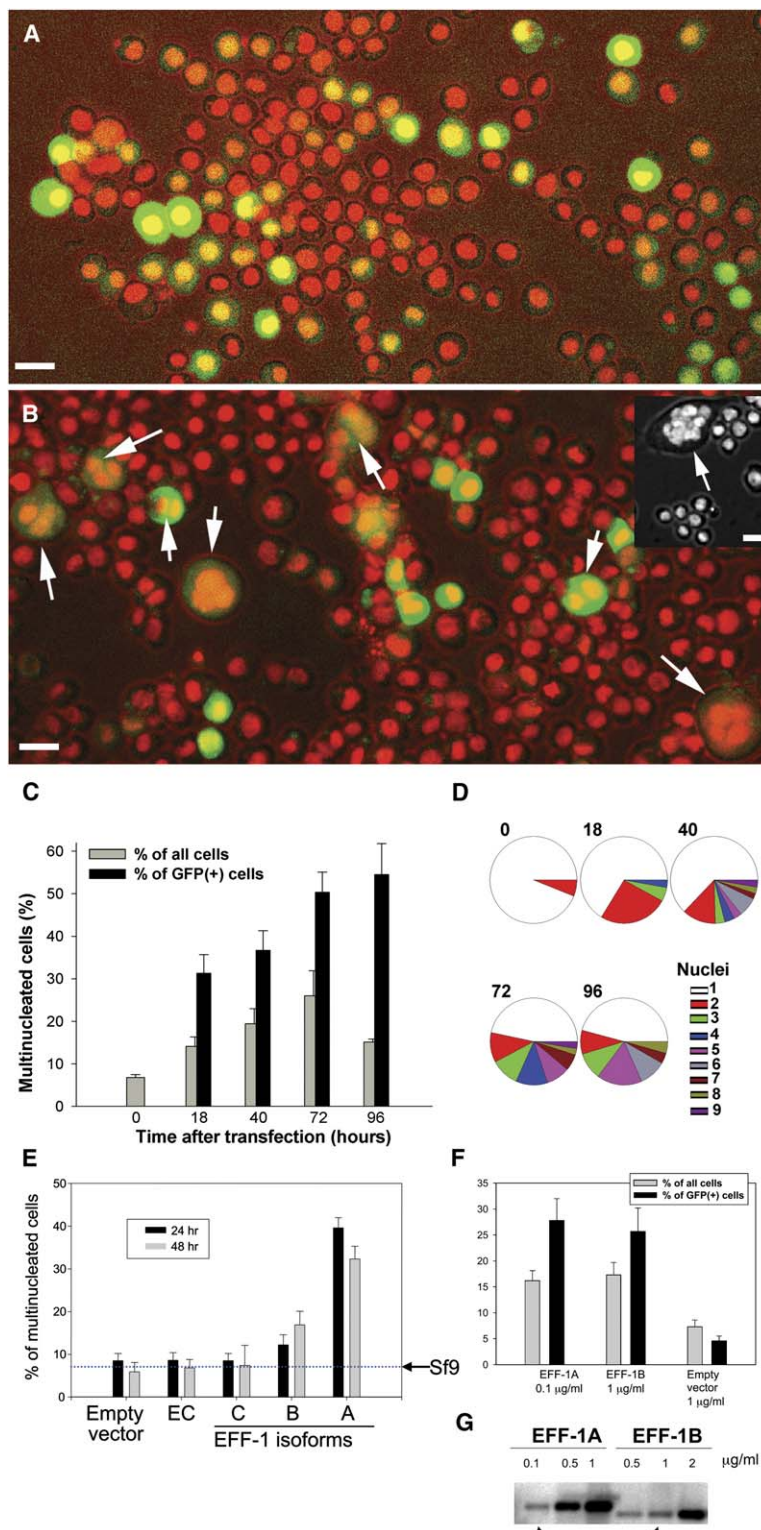 A
B
C
60
50
40
30
20
10
0
Multinucleated cells (%)
% of all cells
% of GFP(+) cells
0 18 40 72 96
Time after transfection (hours)
D
0 18 40
72 96
Nuclei
1
2
3
4
5
6
7
8
9
E
50
40
30
20
10
0
% of multinucleated cells
24 hr
48 hr
Sf9
Empty vector
EC
C B A
EFF-1 isoforms
F
35
30
25
20
15
10
5
0
% of all cells
% of GFP(+) cells
EFF-1A
0.1 µg/ml
EFF-1B
1 µg/ml
Empty
vector
1 µg/ml
G
EFF-1A EFF-1B
0.1 0.5 1 0.5 1 2 µg/ml